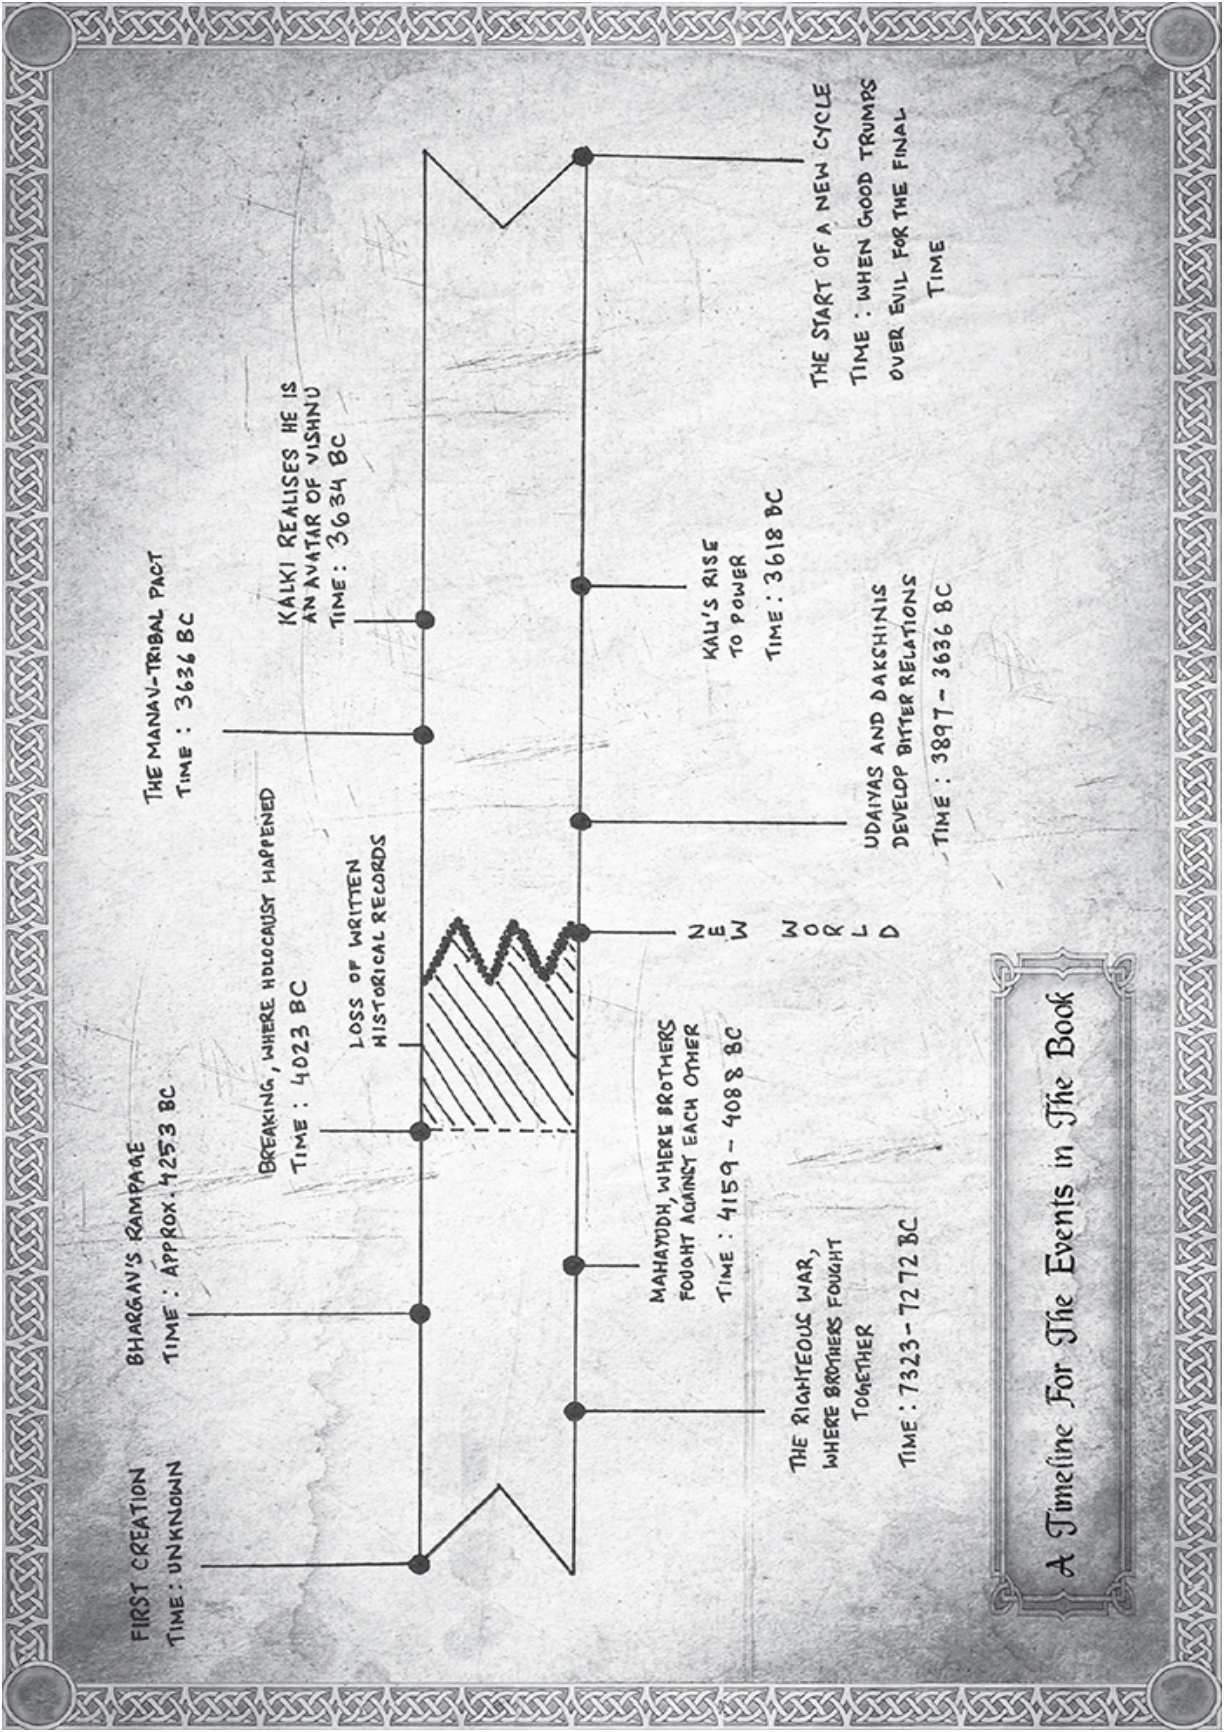 FIRST CREATION
TIME: UNKNOWN
BHARGAV'S RAMPAGE
TIME: APPROX. 4253 BC
BREAKING, WHERE HOLOCAUST HAPPENED
TIME: 4023 BC
LOSS OF WRITTEN
HISTORICAL RECORDS
THE MANAV-TRIBAL PACT
TIME: 3636 BC
KALKI REALISES HE IS
AN AVATAR OF VISHNU
TIME: 3634 BC
THE RIGHTEOUS WAR,
WHERE BROTHERS FOUGHT
TOGETHER
TIME: 7323-7272 BC
MAHAYUDH, WHERE BROTHERS
FOUGHT AGAINST EACH OTHER
TIME: 4159-4088 BC
NEW
WORLD
UDAIYAS AND DAKSHINIS
DEVELOP BITTER RELATIONS
TIME: 3897-3636 BC
KALI'S RISE
TO POWER
TIME: 3618 BC
THE START OF A NEW CYCLE
TIME: WHEN GOOD TRUMPS
OVER EVIL FOR THE FINAL
TIME
A Timeline For The Events in The Book